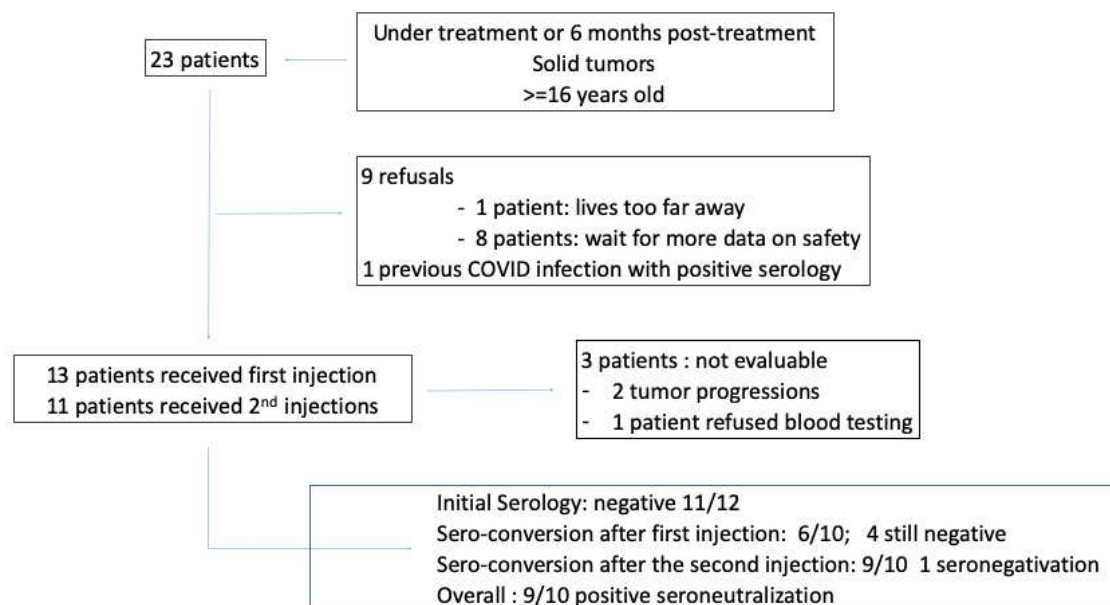 23 patients
Under treatment or 6 months post-treatment
Solid tumors
>=16 years old
9 refusals
- 1 patient: lives too far away
- 8 patients: wait for more data on safety
1 previous COVID infection with positive serology
13 patients received first injection
11 patients received 2nd injections
3 patients : not evaluable
- 2 tumor progressions
- 1 patient refused blood testing
Initial Serology: negative 11/12
Sero-conversion after first injection: 6/10; 4 still negative
Sero-conversion after the second injection: 9/10 1 seronegativation
Overall : 9/10 positive seroneutralization